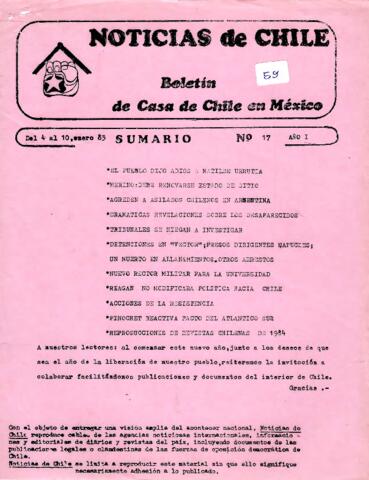 NOTICIAS de CHILE
59
Boletín
de Casa de Chile en México
Del 4 al 10, enero 85 SUMARIO No 17 AÑO I
*EL PUEBLO DIJO ADIOS A MATILDE URRUTIA
*MERINO: DEBE RENOVARSE ESTADO DE SITIO
*AGREDEN A ASILADOS CHILENOS EN ARGENTINA
*DRAMATICAS REVELACIONES SOBRE LOS DESAPARECIDOS
*TRIBUNALES SE NIEGAN A INVESTIGAR
*DETENCIONES EN "VECTOR"; PRESOS DIRIGENTES MAPUCHES;
UN MUERTO EN ALLANAMIENTOS, OTROS ARRESTOS
*NUEVO RECTOR MILITAR PARA LA UNIVERSIDAD
*REAGAN NO MODIFICARA POLITICA HACIA CHILE
*ACCIONES DE LA RESISTENCIA
*PINOCHET REACTIVA PACTO DEL ATLANTICO SUR
*REPRODUCCIONES DE REVISTAS CHILENAS DE 1984
A nuestros lectores: al comenzar este nuevo año, junto a los deseos de que
sea el año de la liberación de nuestro pueblo, reiteramos la invitación a
colaborar facilitándonos publicaciones y documentos del interior de Chile.
Gracias.-
Con el objeto de entregar una visión amplia del acontecer nacional, Noticias de
Chile reproduce cables de las agencias noticiosas internacionales, informacio
nes y editoriales de diarios y revistas del país, incluyendo documentos de las
publicaciones legales o clandestinas de las fuerzas de oposición democrática de
Chile.
Noticias de Chile se limita a reproducir este material sin que ello signifique
necesariamente adhesión a lo publicado.